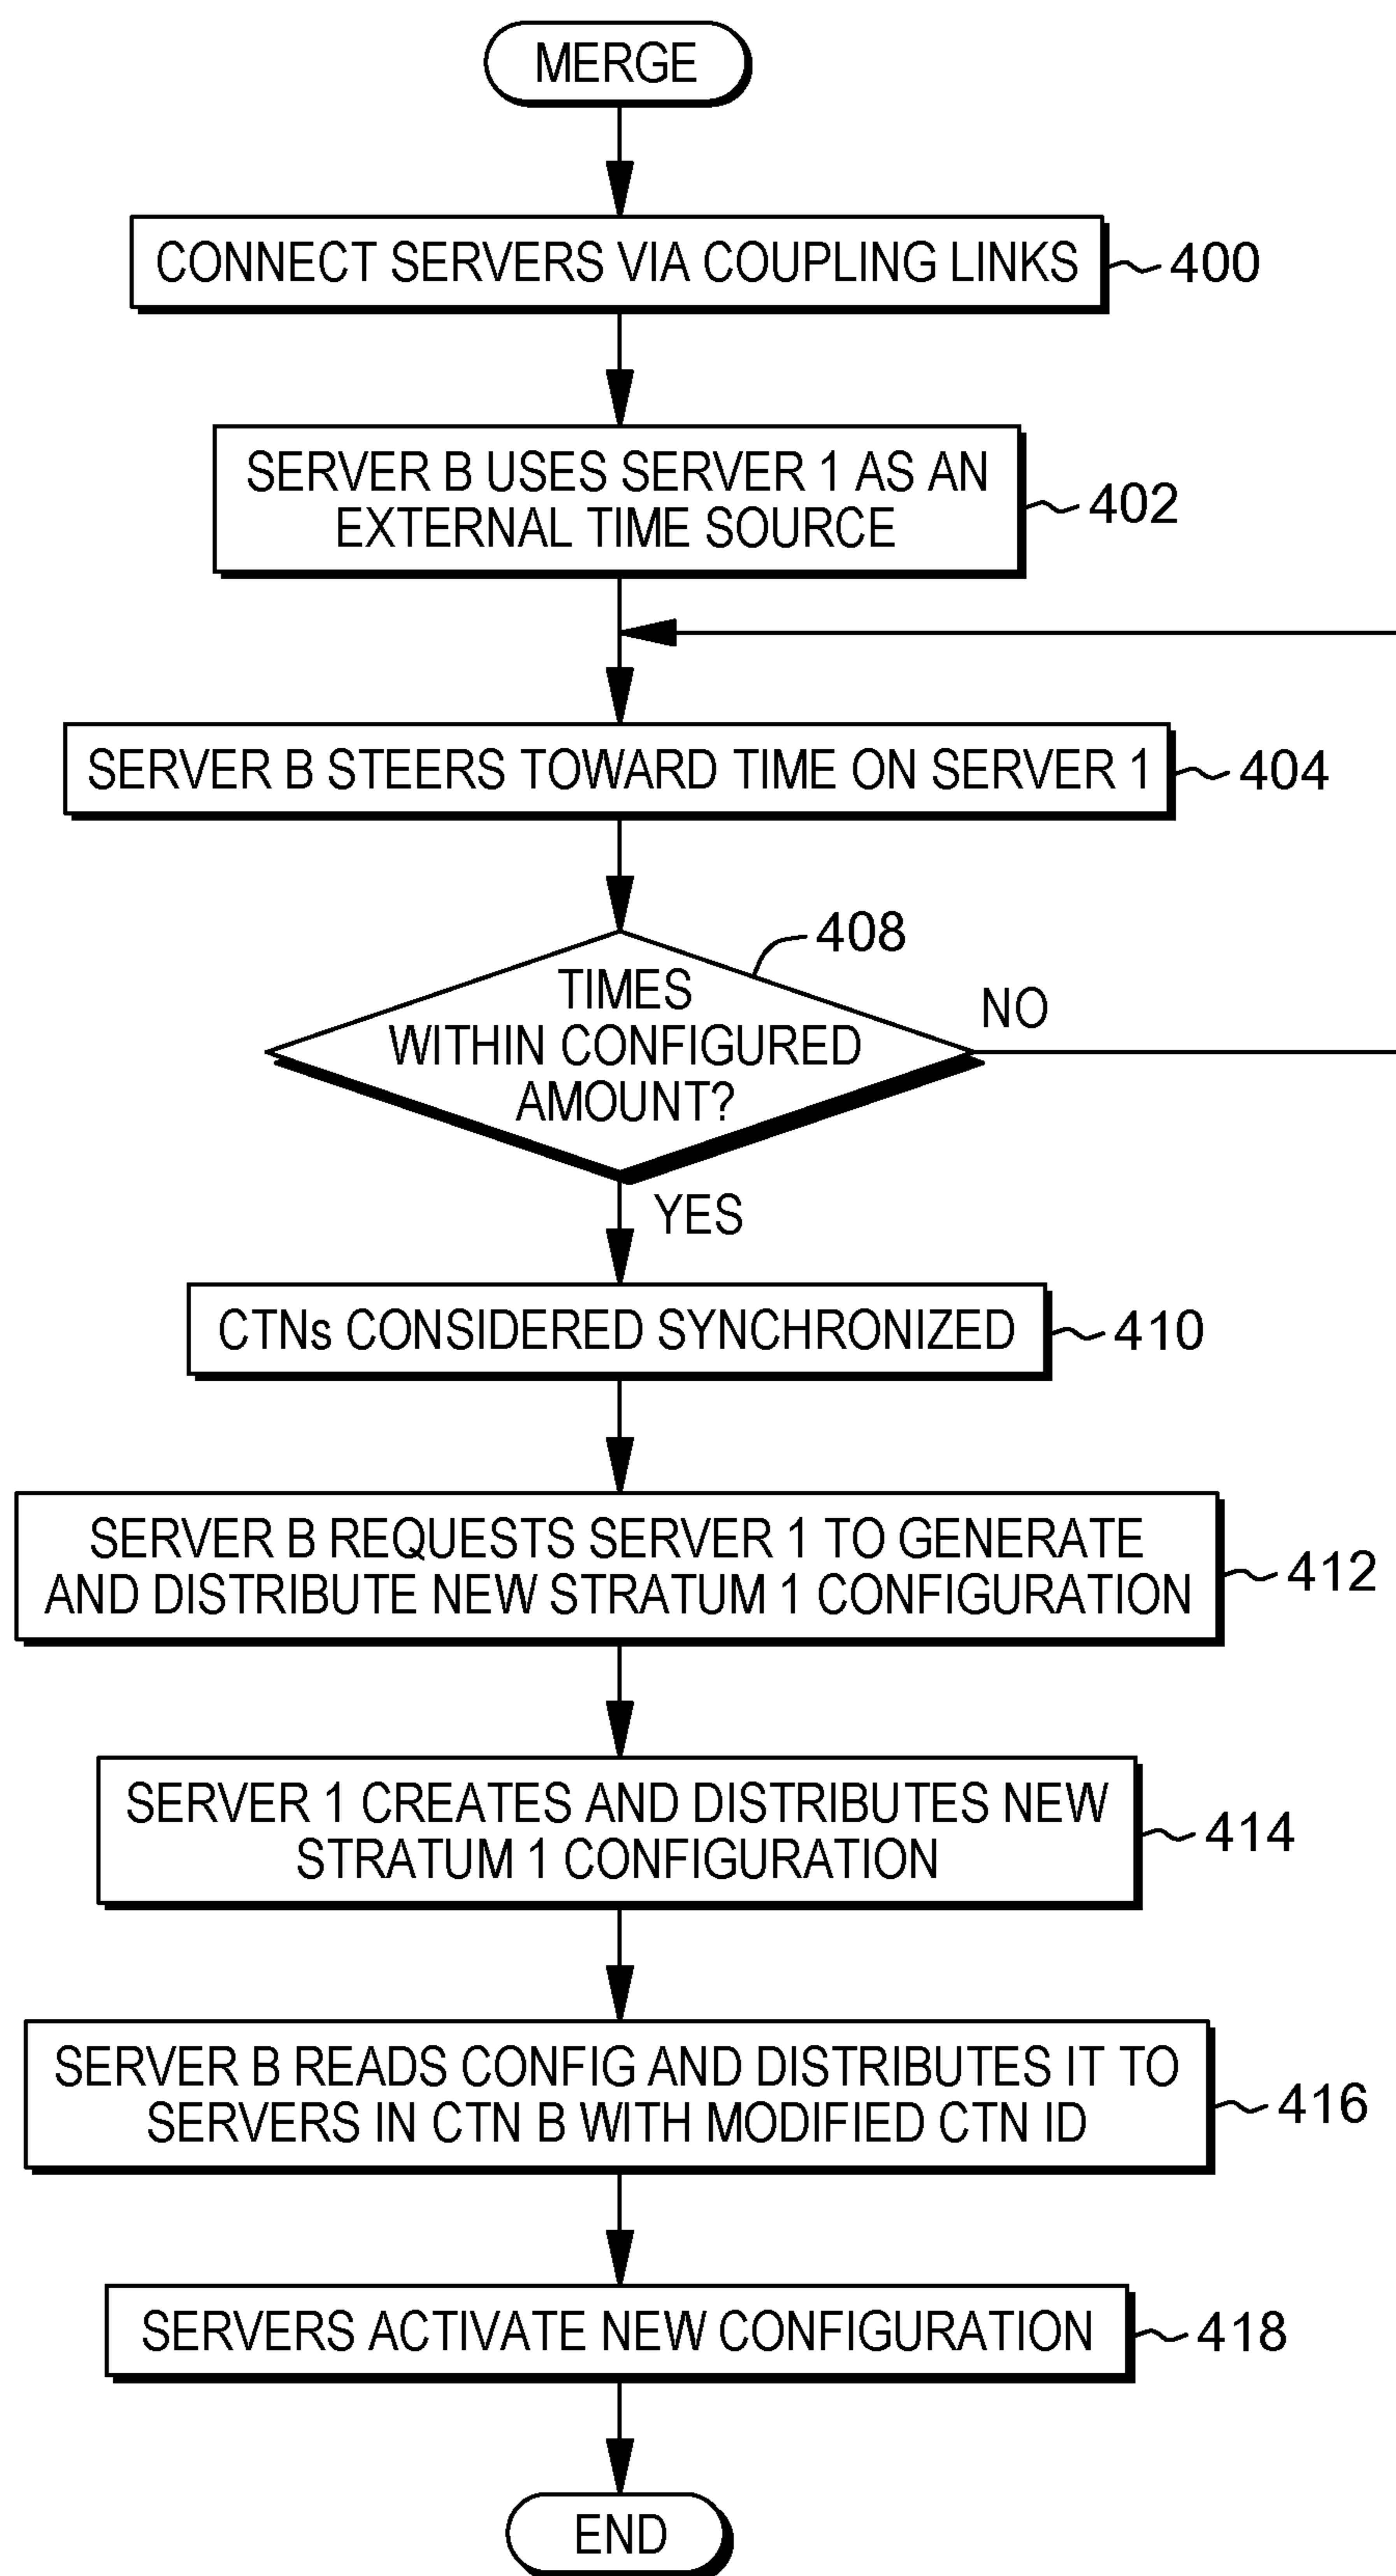 MERGE
CONNECT SERVERS VIA COUPLING LINKS
400
SERVER B USES SERVER 1 AS AN
EXTERNAL TIME SOURCE
402
SERVER B STEERS TOWARD TIME ON SERVER 1
404
408
TIMES
WITHIN CONFIGURED
AMOUNT?
NO
YES
CTNs CONSIDERED SYNCHRONIZED
410
SERVER B REQUESTS SERVER 1 TO GENERATE
AND DISTRIBUTE NEW STRATUM 1 CONFIGURATION
412
SERVER 1 CREATES AND DISTRIBUTES NEW
STRATUM 1 CONFIGURATION
414
SERVER B READS CONFIG AND DISTRIBUTES IT TO
SERVERS IN CTN B WITH MODIFIED CTN ID
416
SERVERS ACTIVATE NEW CONFIGURATION
418
END